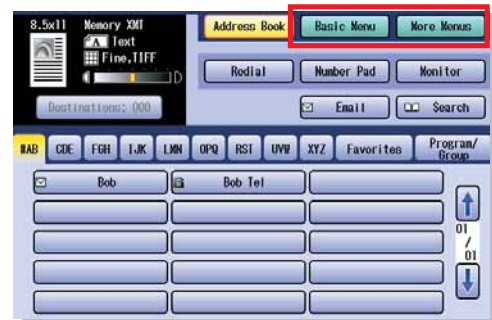 8.5x11 Memory XMT
A Text
Fine,TIFF
D
Address Book
Basic Menu
More Menus
Redial
Number Pad
Monitor
Destinations: 000
Email
Search
#AB
CDE
FGH
IJK
LMN
OPQ
RST
UVW
XYZ
Favorites
Program/
Group
Bob
Bob Tel
01
/
01